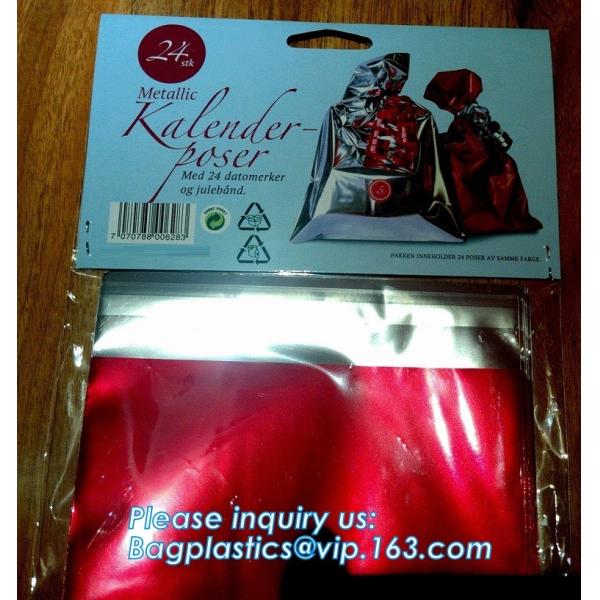 24
stk
Metallic
Kalender-
poser
Med 24 datomerker
og julebånd.
7 070788 006283
PAKKEN INNEHOLDER 24 POSER AV SAMME FARGE.
5
Please inquiry us:
Bagplastics@vip.163.com